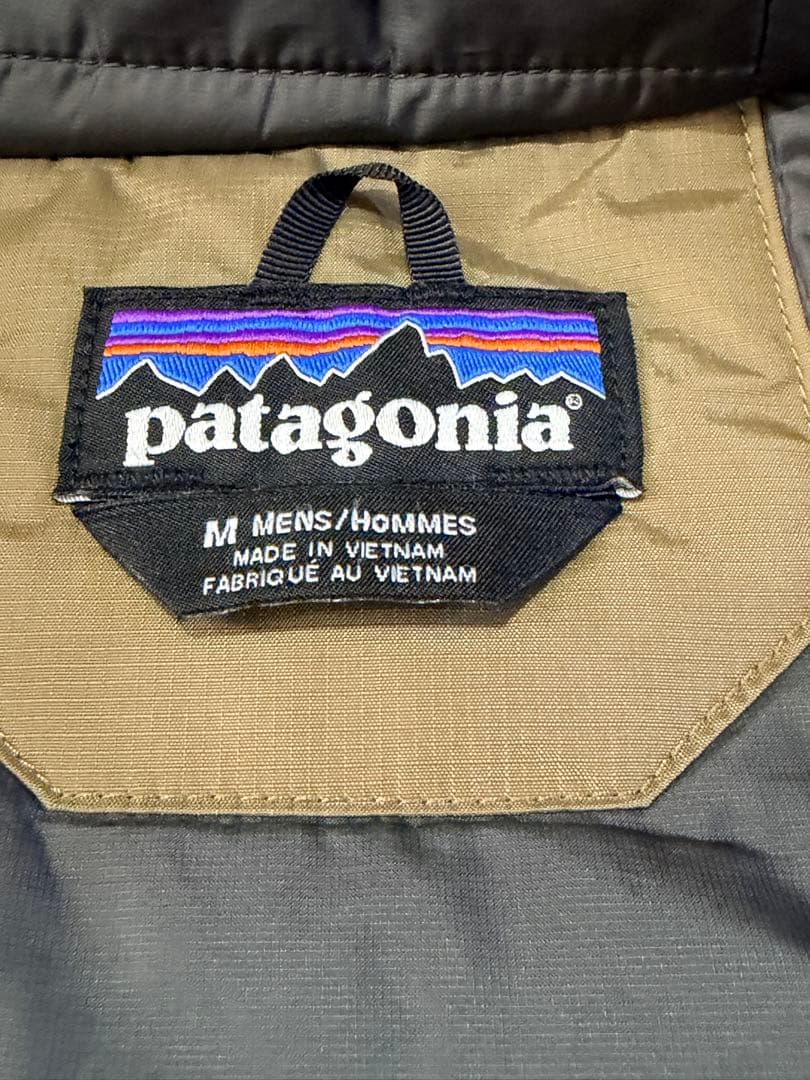 patagonia®
M MENS/HOMMES
MADE IN VIETNAM
FABRIQUÉ AU VIETNAM